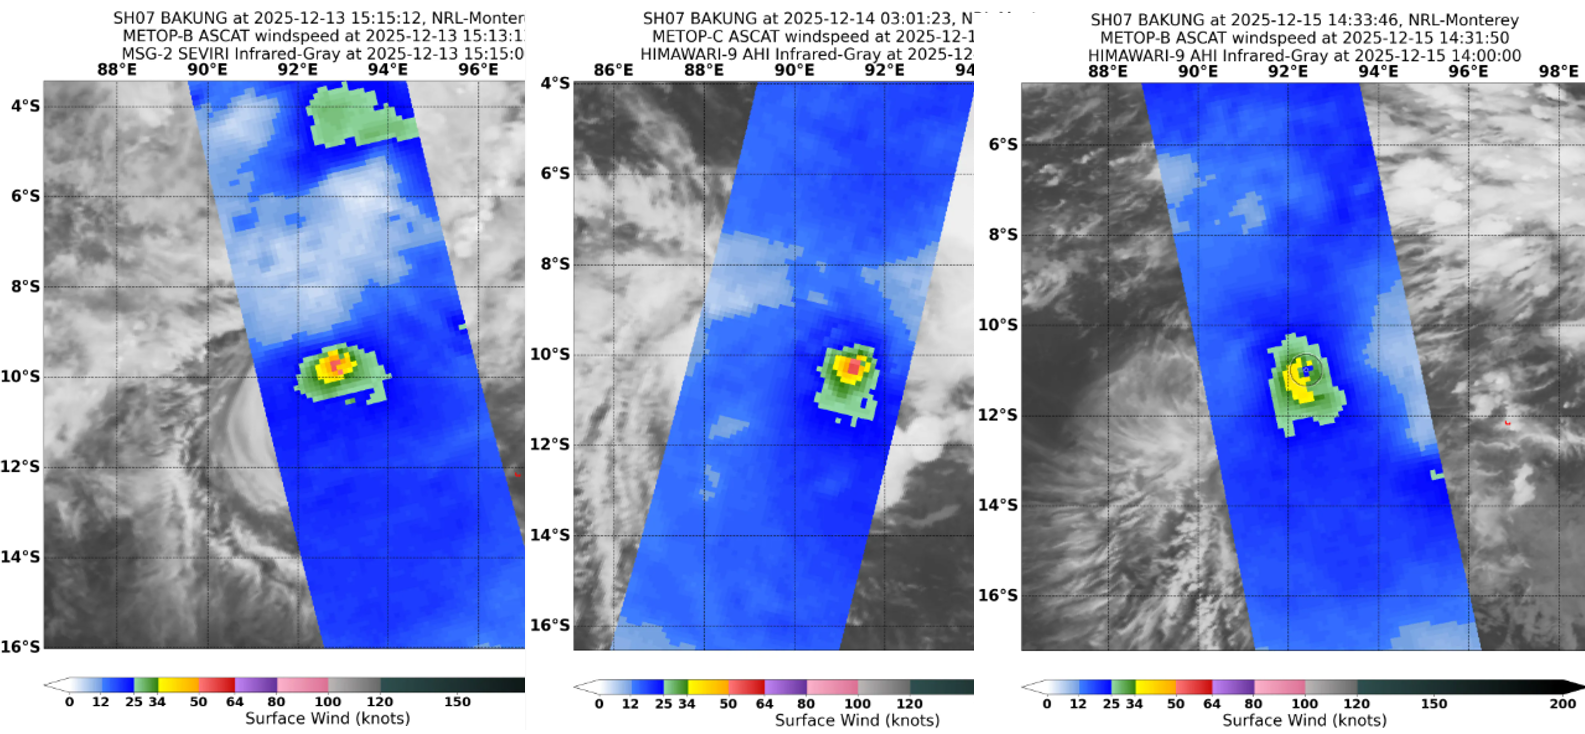 SH07 BAKUNG at 2025-12-13 15:15:12, NRL-Monter
METOP-B ASCAT windspeed at 2025-12-13 15:13:1
MSG-2 SEVIRI Infrared-Gray at 2025-12-13 15:15:0
88°E 90°E 92°E 94°E 96°E
4°S
6°S
8°S
10°S
12°S
14°S
16°S
0 12 25 34 50 64 80 100 120 150
Surface Wind (knots)
SH07 BAKUNG at 2025-12-14 03:01:23,
METOP-C ASCAT windspeed at 2025-12-1
HIMAWARI-9 AHI Infrared-Gray at 2025-12
86°E 88°E 90°E 92°E 94
4°S
6°S
8°S
10°S
12°S
14°S
16°S
0 12 25 34 50 64 80 100 120
Surface Wind (knots)
SH07 BAKUNG at 2025-12-15 14:33:46, NRL-Monterey
METOP-B ASCAT windspeed at 2025-12-15 14:31:50
HIMAWARI-9 AHI Infrared-Gray at 2025-12-15 14:00:00
88°E 90°E 92°E 94°E 96°E 98°E
6°S
8°S
10°S
12°S
14°S
16°S
0 12 25 34 50 64 80 100 120 150 200
Surface Wind (knots)